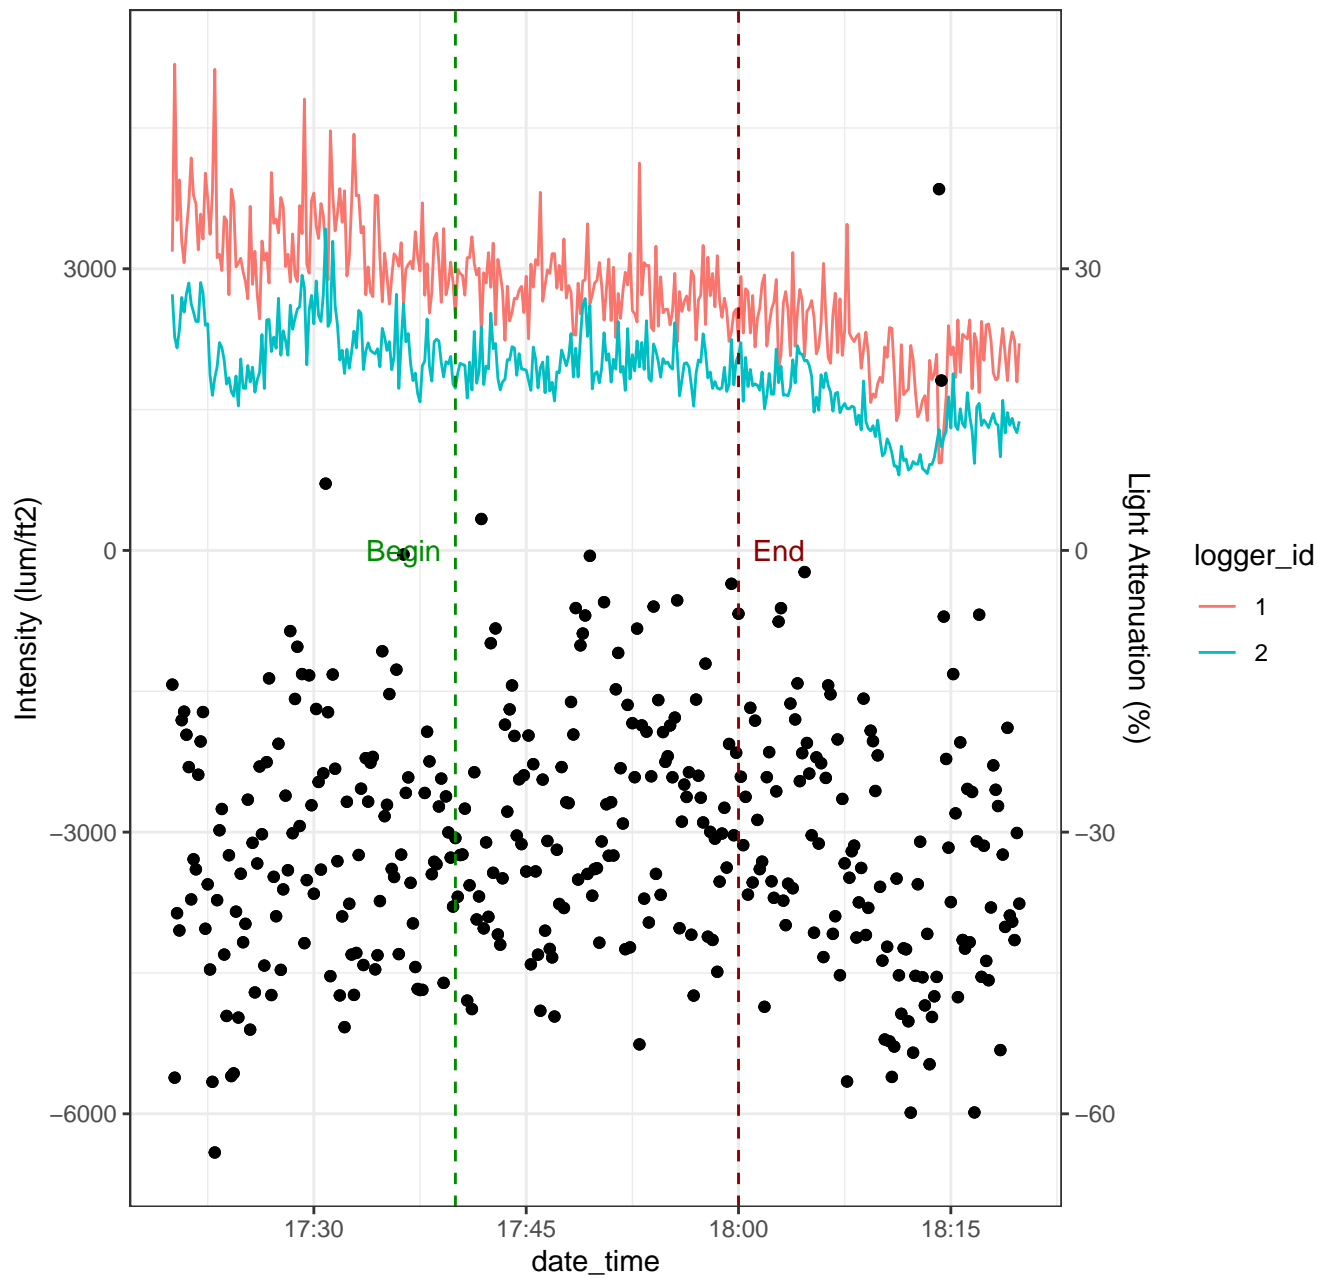 Intensity (lum/ft2)
3000
0
−3000
−6000
Begin
End
30
0
−30
−60
Light Attenuation (%)
logger_id
1
2
17:30
17:45
18:00
18:15
date_time